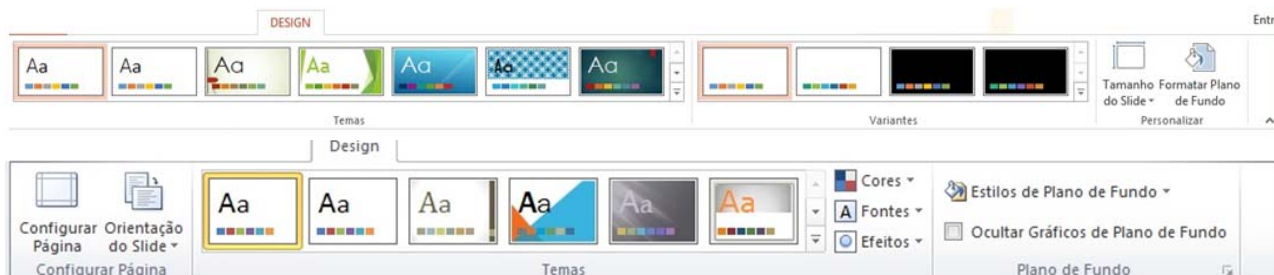 DESIGN
Entr
Aa Aa Aa Aa Aa Aa Aa
Tamanho Formatar Plano
do Slide de Fundo
Temas Variantes Personalizar
Design
Configurar Orientação
Página do Slide
Aa Aa Aa Aa Aa Aa
Cores
A Fontes
Efeitos
Estilos de Plano de Fundo
Ocultar Gráficos de Plano de Fundo
Configurar Página Temas Plano de Fundo